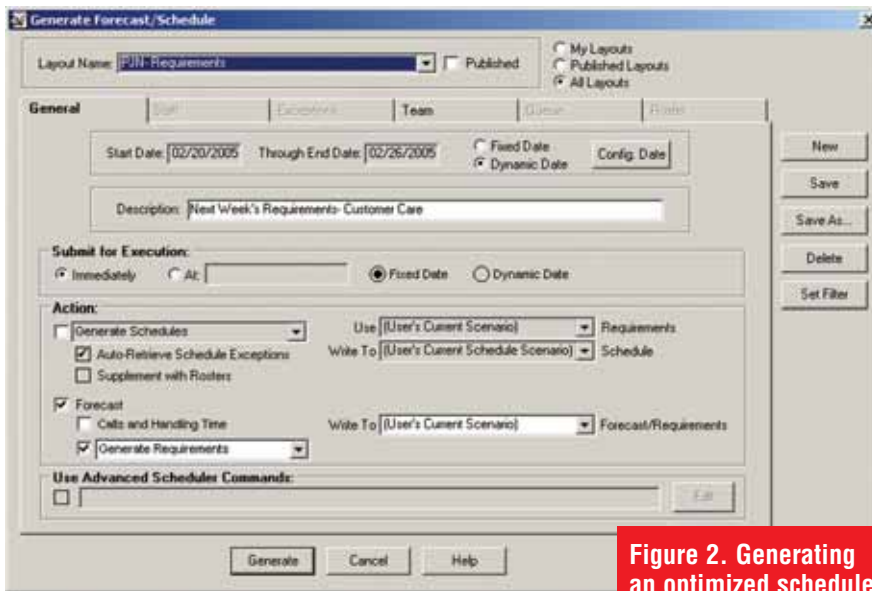 Generate Forecast/Schedule
Layout Name: PJN- Requirements
Published
My Layouts
Published Layouts
All Layouts
General Staff Exceptions Team Queue Roster
Start Date: 02/20/2005 Through End Date: 02/26/2005
Fixed Date
Dynamic Date
Config. Date
Description: Next Week's Requirements- Customer Care
Submit for Execution:
Immediately At: Fixed Date Dynamic Date
Action:
Generate Schedules Use (User's Current Scenario) Requirements
Auto-Retrieve Schedule Exceptions Write To (User's Current Schedule Scenario) Schedule
Supplement with Rosters
Forecast
Calls and Handling Time Write To (User's Current Scenario) Forecast/Requirements
Generate Requirements
Use Advanced Scheduler Commands:
Edit
New
Save
Save As...
Delete
Set Filter
Generate Cancel Help
Figure 2. Generating
an optimized schedule